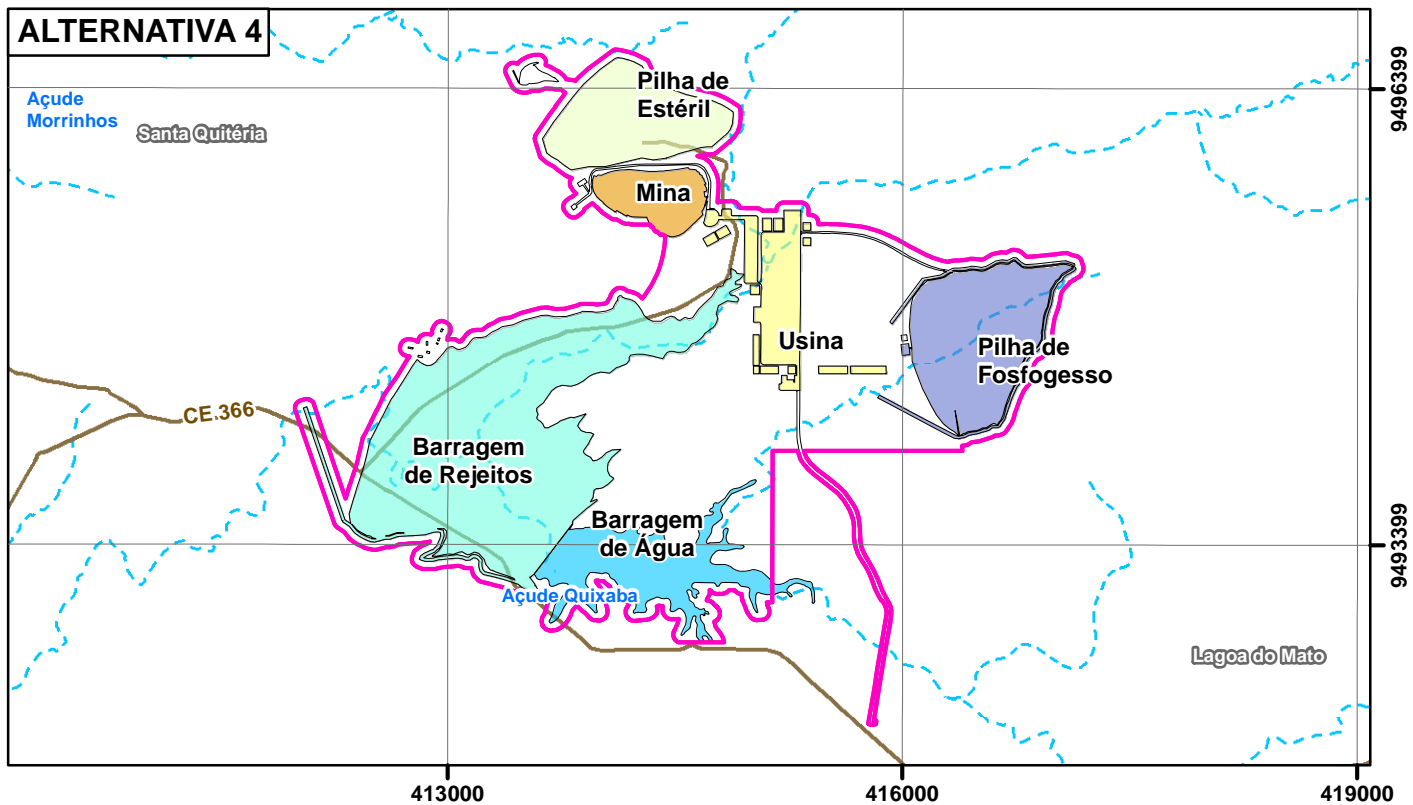 ALTERNATIVA 4
Açude
Morrinhos
Santa Quitéria
Pilha de
Estéril
9496399
Mina
Usina
Pilha de
Fosfogesso
CE.366
Barragem
de Rejeitos
Barragem
de Água
9493399
Açude Quixaba
Lagoa do Mato
413000
416000
419000